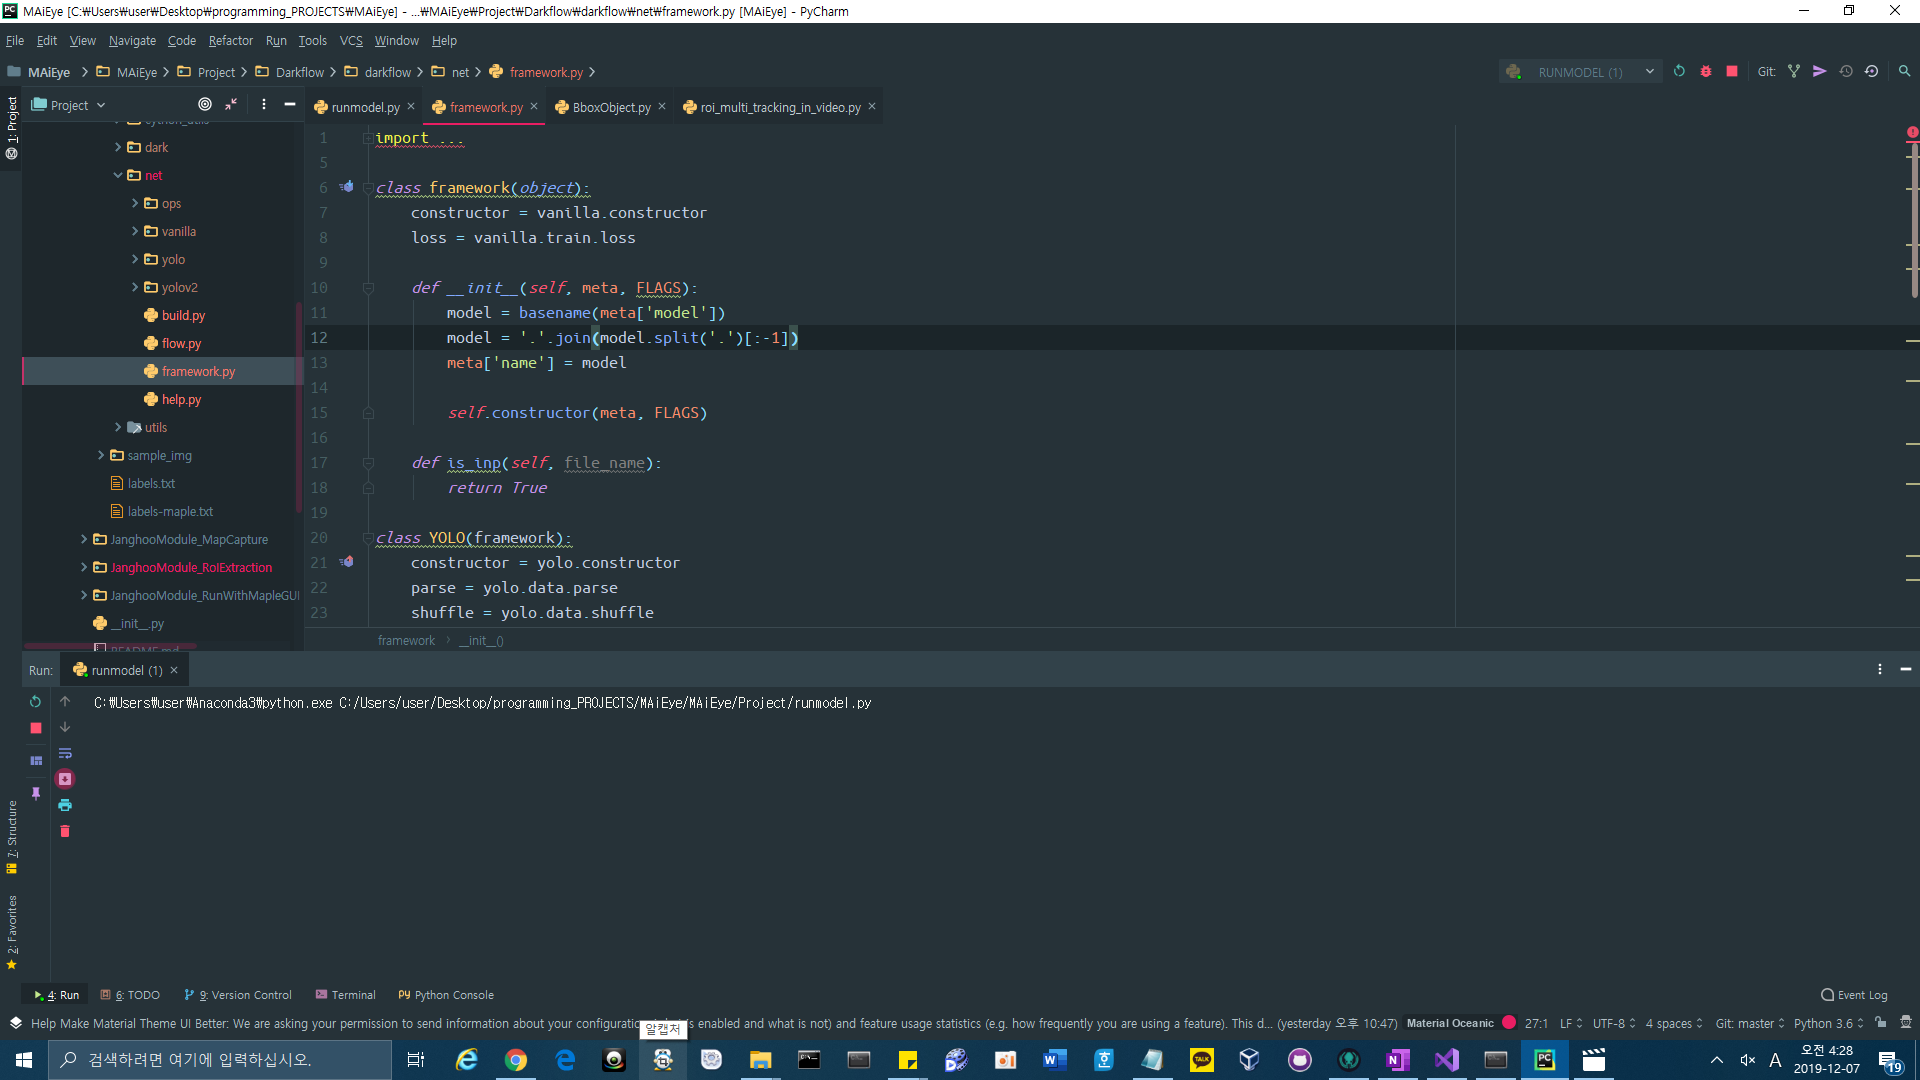 MAiEye [C:₩Users₩user₩Desktop₩programming_PROJECTS₩MAiEye] - ...₩MAiEye₩Project₩Darkflow₩darkflow₩net₩framework.py [MAiEye] - PyCharm
File Edit View Navigate Code Refactor Run Tools VCS Window Help
MAiEye MAiEye Project Darkflow darkflow net framework.py RUNMODEL (1) Git:
Project runmodel.py framework.py BboxObject.py roi_multi_tracking_in_video.py
1: Project
dark
net
ops
vanilla
yolo
yolov2
build.py
flow.py
framework.py
help.py
utils
sample_img
labels.txt
labels-maple.txt
JanghooModule_MapCapture
JanghooModule_RoIExtraction
JanghooModule_RunWithMapleGUI
__init__.py
README.md
1 import ...
5
6 class framework(object):
7 constructor = vanilla.constructor
8 loss = vanilla.train.loss
9
10 def __init__(self, meta, FLAGS):
11 model = basename(meta['model'])
12 model = '.'.join(model.split('.')[:-1])
13 meta['name'] = model
14
15 self.constructor(meta, FLAGS)
16
17 def is_inp(self, file_name):
18 return True
19
20 class YOLO(framework):
21 constructor = yolo.constructor
22 parse = yolo.data.parse
23 shuffle = yolo.data.shuffle
framework __init__()
Run: runmodel (1)
C:₩Users₩user₩Anaconda3₩python.exe C:/Users/user/Desktop/programming_PROJECTS/MAiEye/MAiEye/Project/runmodel.py
7: Structure
2: Favorites
4: Run 6: TODO 9: Version Control Terminal Python Console Event Log
Help Make Material Theme UI Better: We are asking your permission to send information about your configuratio is enabled and what is not) and feature usage statistics (e.g. how frequently you are using a feature). This d... (yesterday 오후 10:47) Material Oceanic 27:1 LF UTF-8 4 spaces Git: master Python 3.6
알캡처
검색하려면 여기에 입력하십시오.
A 오전 4:28
2019-12-07
19